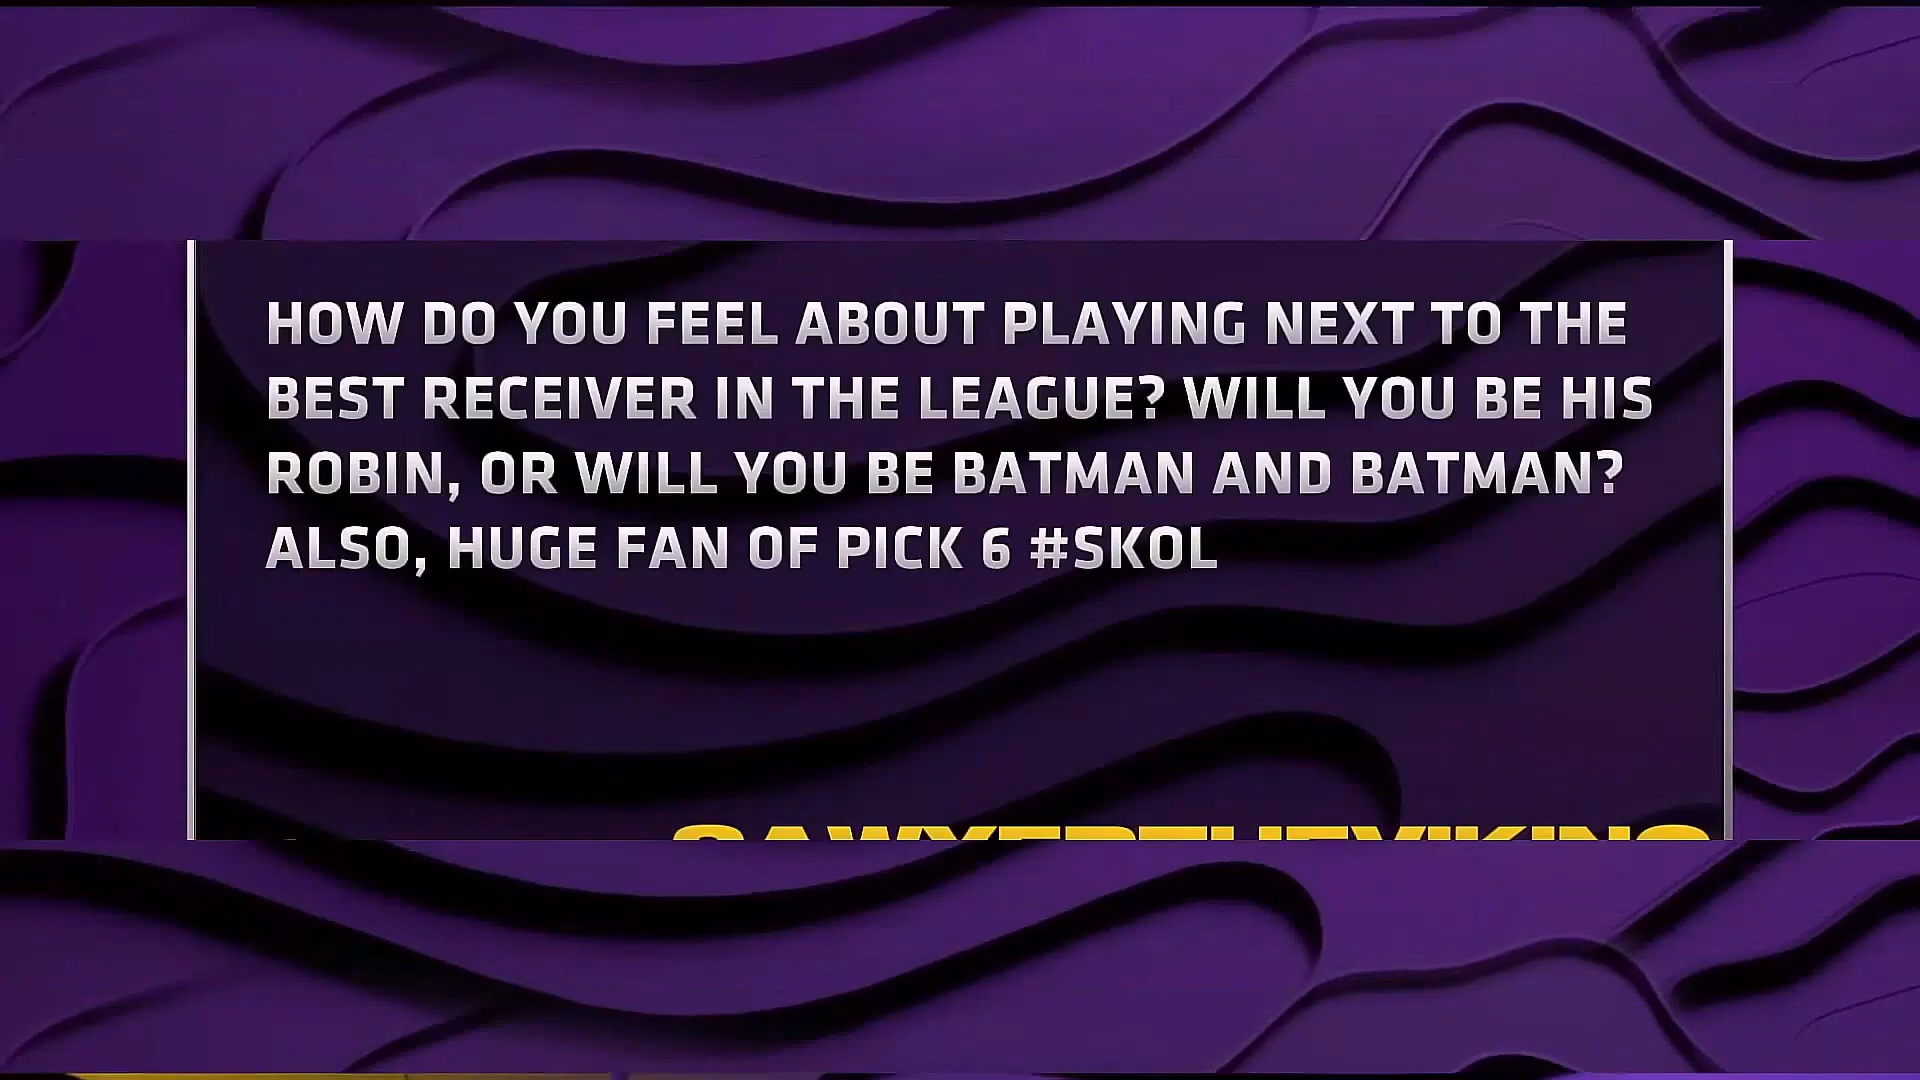 HOW DO YOU FEEL ABOUT PLAYING NEXT TO THE
BEST RECEIVER IN THE LEAGUE? WILL YOU BE HIS
ROBIN, OR WILL YOU BE BATMAN AND BATMAN?
ALSO, HUGE FAN OF PICK 6 #SKOL